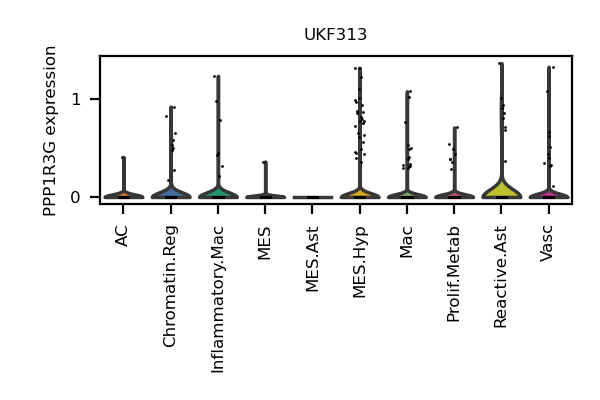 UKF313
PPP1R3G expression
1
0
AC
Chromatin.Reg
Inflammatory.Mac
MES
MES.Ast
MES.Hyp
Mac
Prolif.Metab
Reactive.Ast
Vasc